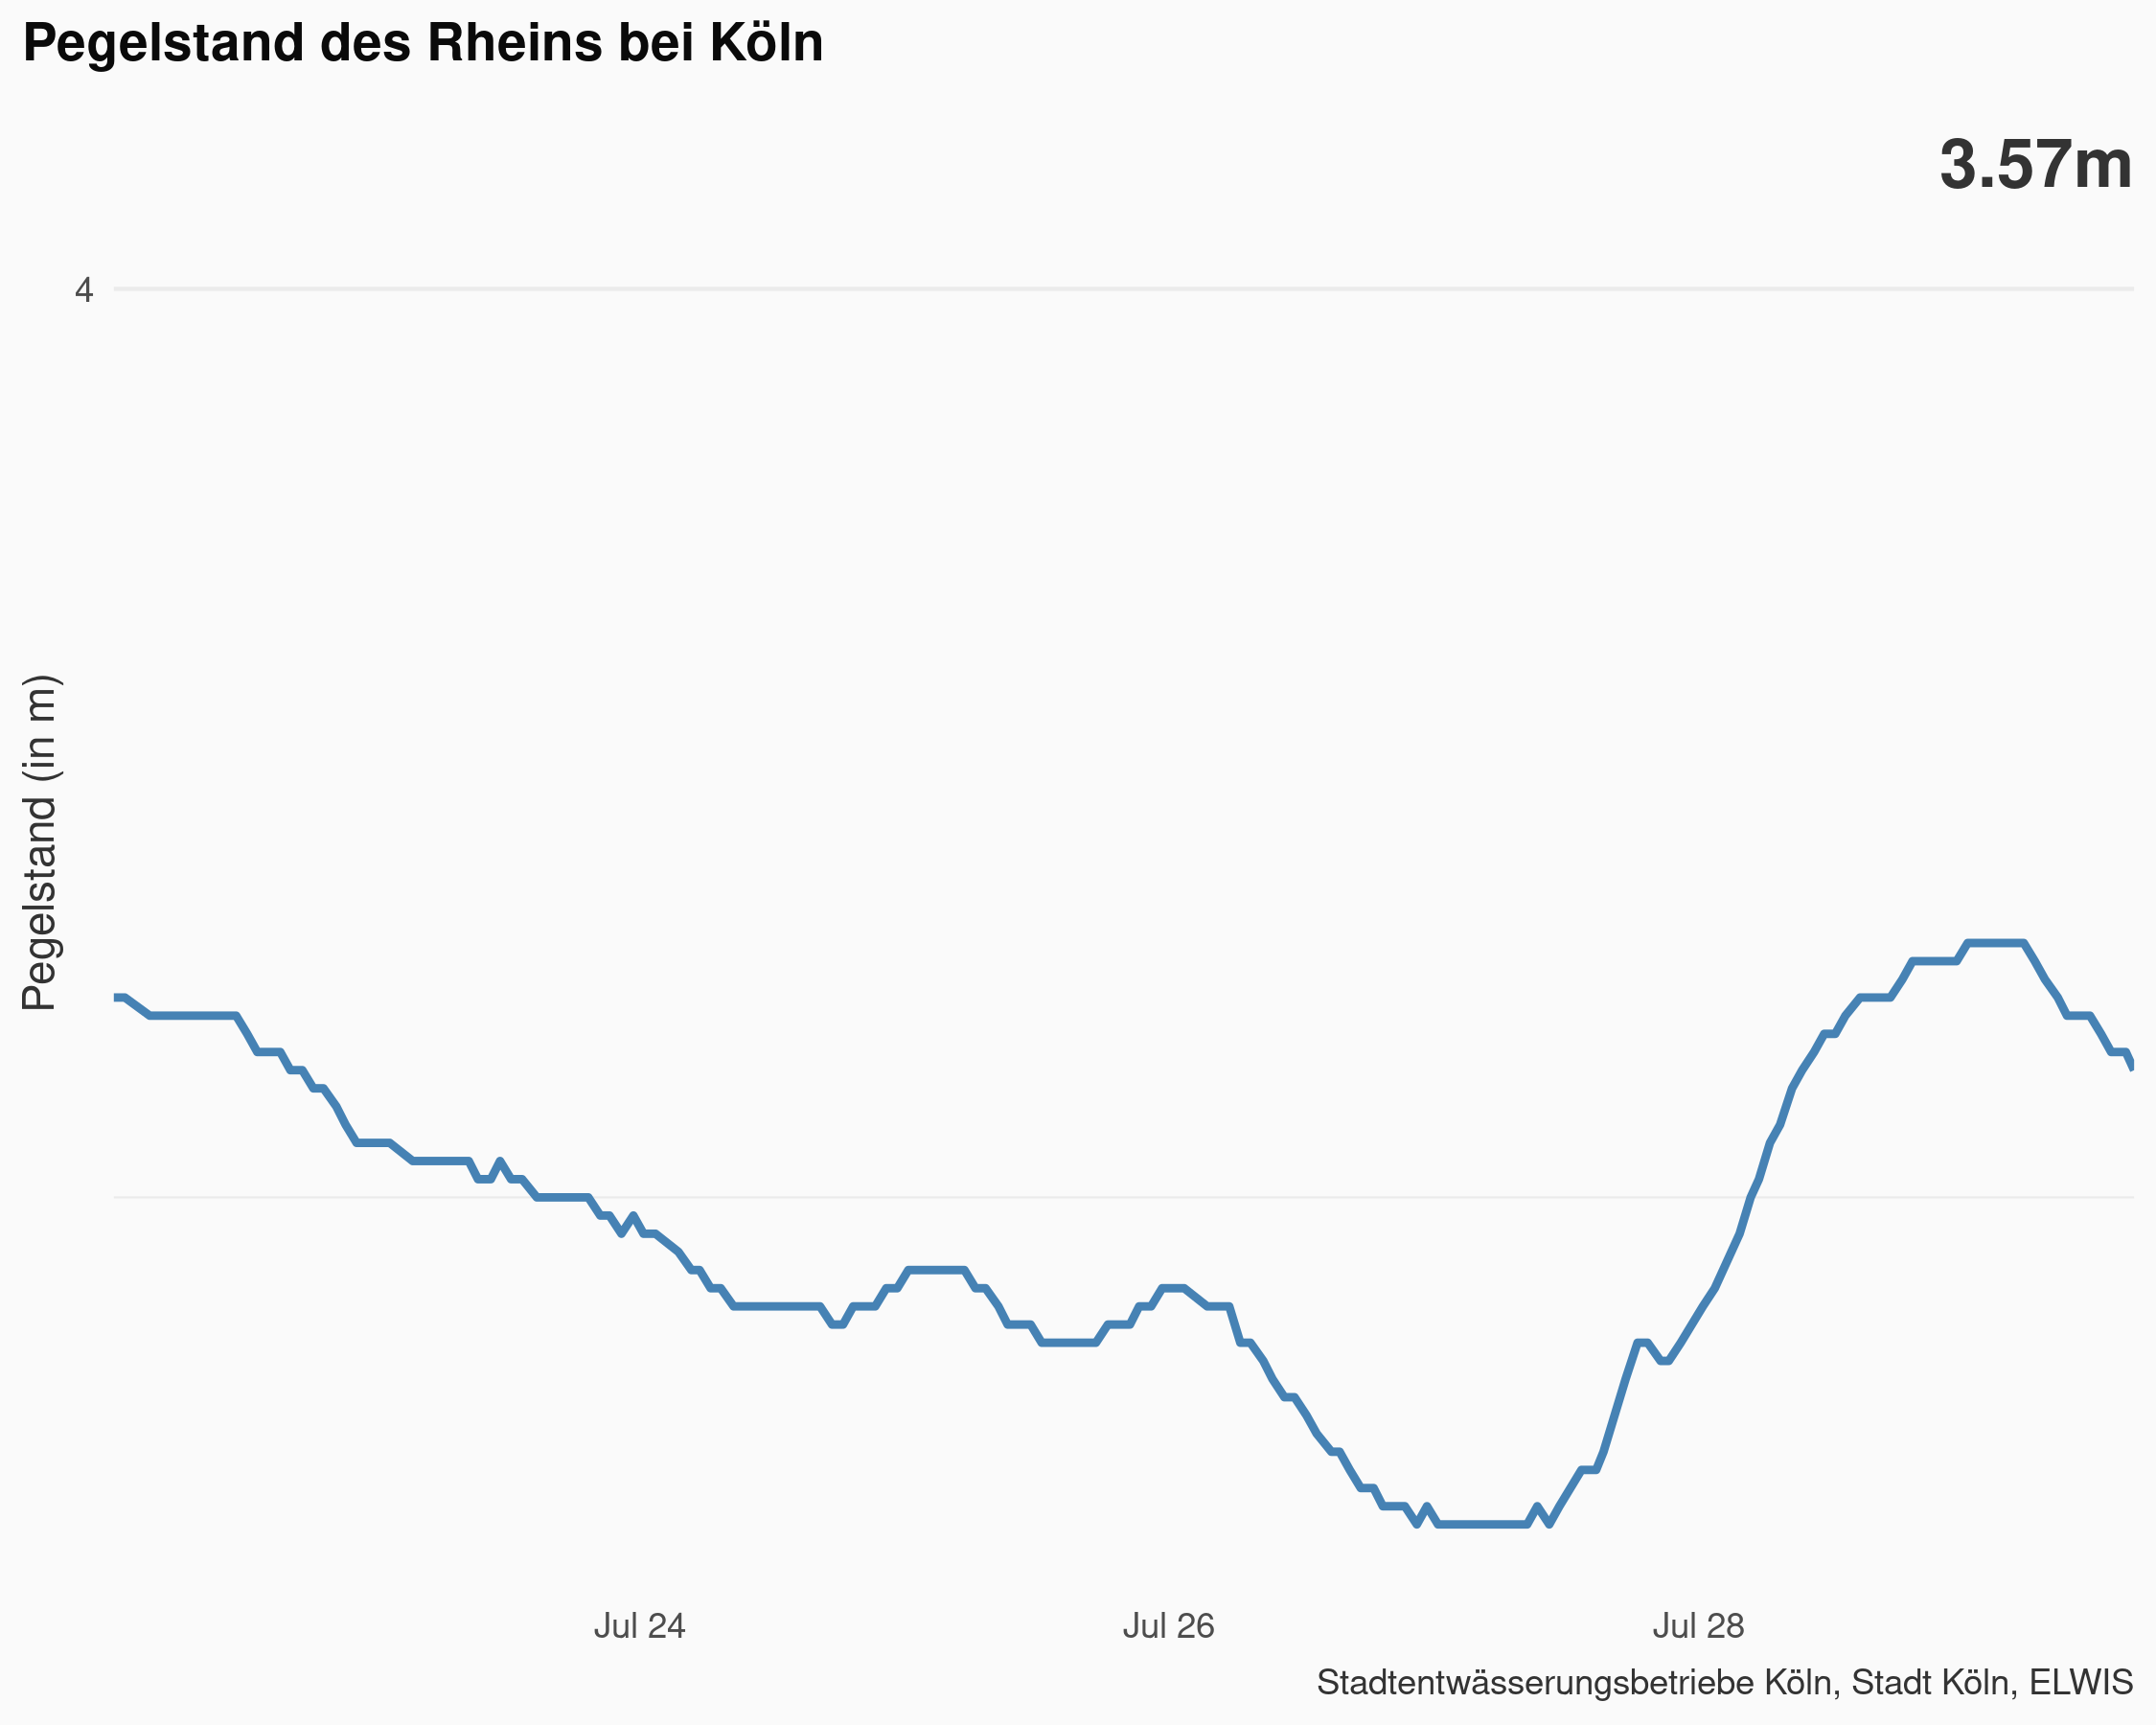 Pegelstand des Rheins bei Köln
3.57m
4
Pegelstand (in m)
Jul 24
Jul 26
Jul 28
Stadtentwässerungsbetriebe Köln, Stadt Köln, ELWIS